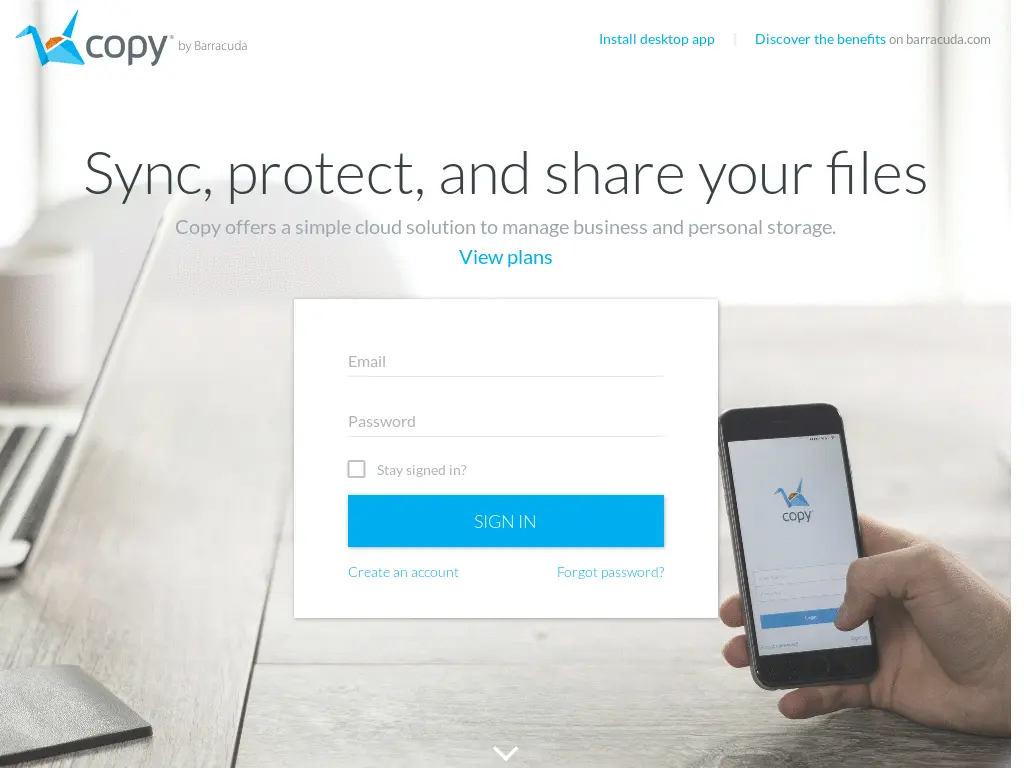 copy® by Barracuda
Install desktop app | Discover the benefits on barracuda.com
Sync, protect, and share your files
Copy offers a simple cloud solution to manage business and personal storage.
View plans
Email
Password
Stay signed in?
SIGN IN
Create an account Forgot password?
copy
Login